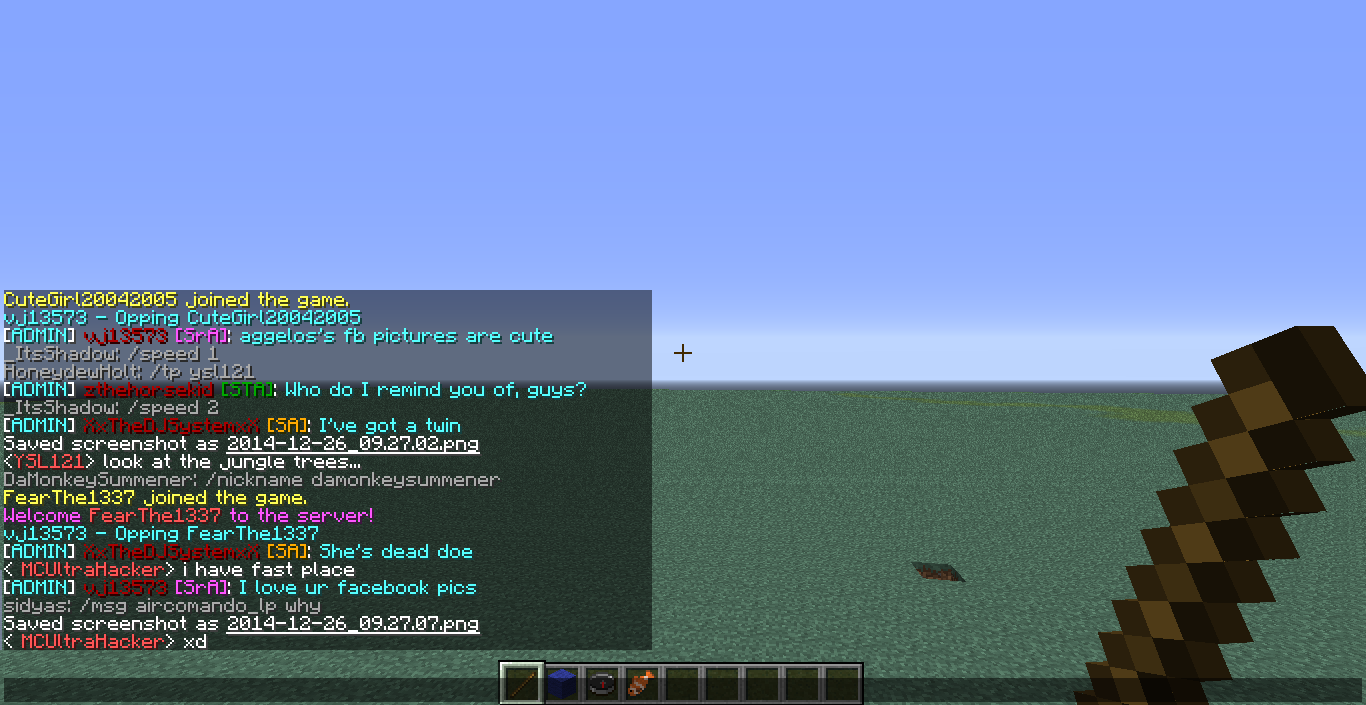 CuteGirl20042005 joined the game.
vj13573 - Opping CuteGirl20042005
[ADMIN] vj13573 [SrA]: aggelos's fb pictures are cute
_ItsShadow: /speed 1
HoneydewHolt: /tp ysl121
[ADMIN] zthehorsekid [STA]: Who do I remind you of, guys?
_ItsShadow: /speed 2
[ADMIN] XxTheDJSystemxX [SA]: I've got a twin
Saved screenshot as 2014-12-26_09.27.02.png
<YSL121> look at the jungle trees...
DaMonkeySummener: /nickname damonkeysummener
FearThe1337 joined the game.
Welcome FearThe1337 to the server!
vj13573 - Opping FearThe1337
[ADMIN] XxTheDJSystemxX [SA]: She's dead doe
< MCUltraHacker> i have fast place
[ADMIN] vj13573 [SrA]: I love ur facebook pics
sidyas: /msg aircomando_lp why
Saved screenshot as 2014-12-26_09.27.07.png
< MCUltraHacker> xd